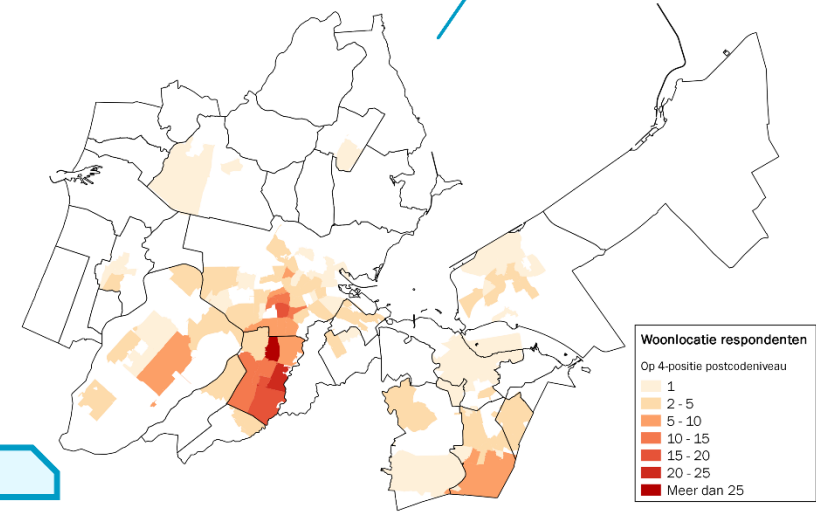 Woonlocatie respondenten
Op 4-positie postcodeniveau
1
2 - 5
5 - 10
10 - 15
15 - 20
20 - 25
Meer dan 25